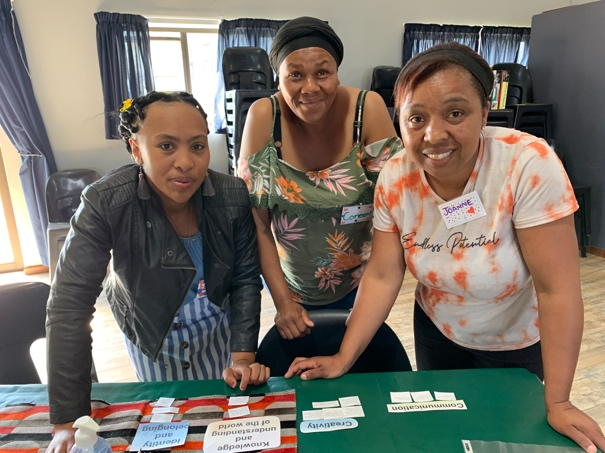 JOANNE
Endless Potential
Communication
Creativity
Knowledge
and
understanding
of the world
Identity
and
belonging